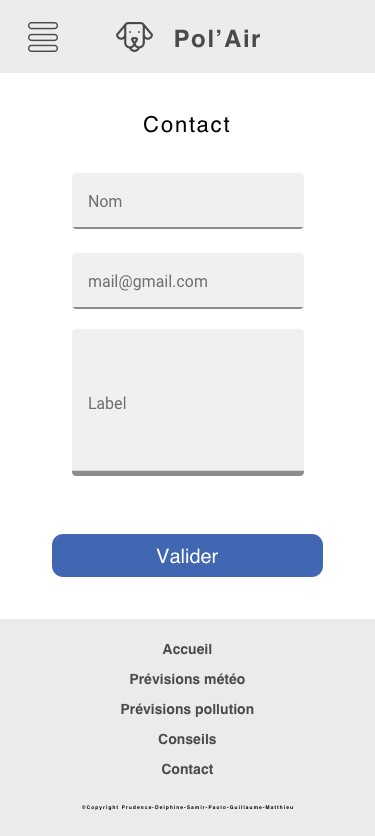 Pol’Air
Contact
Nom
mail@gmail.com
Label
Valider
Accueil
Prévisions météo
Prévisions pollution
Conseils
Contact
©Copyright Prudence-Delphine-Samir-Paolo-Guillaume-Matthieu